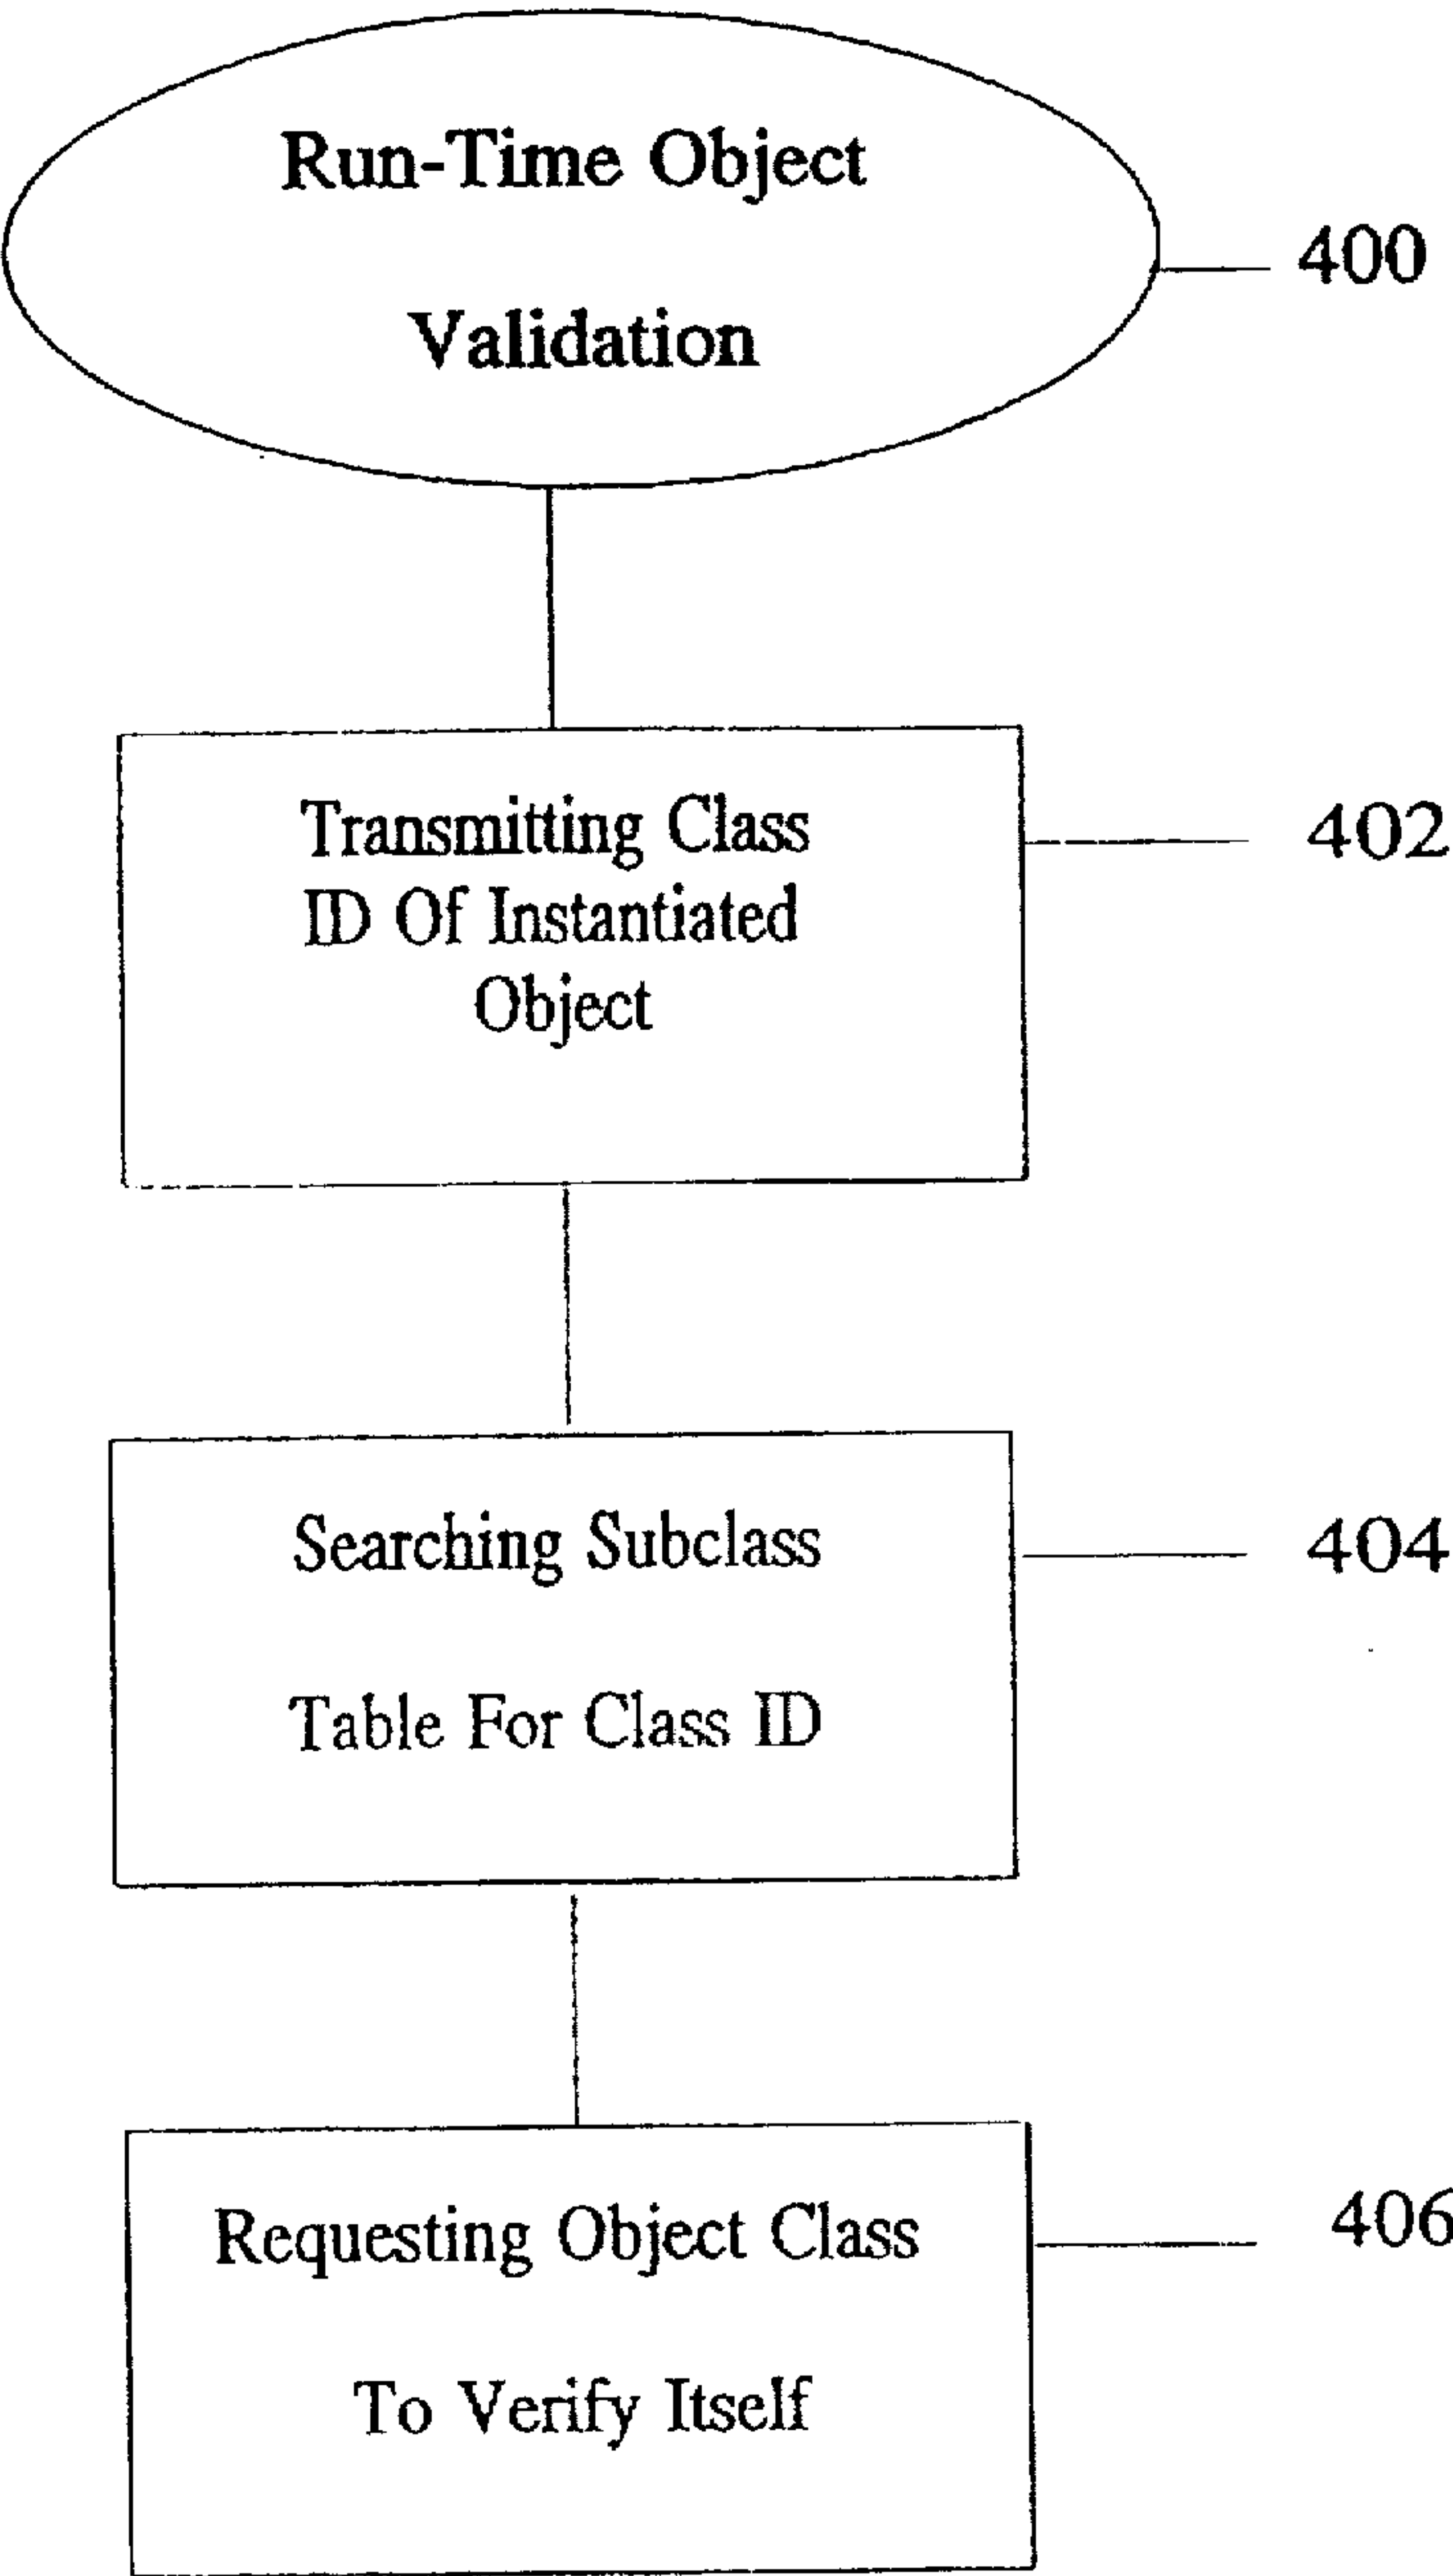 Run-Time Object
Validation
400
Transmitting Class
ID Of Instantiated
Object
402
Searching Subclass
Table For Class ID
404
Requesting Object Class
To Verify Itself
406